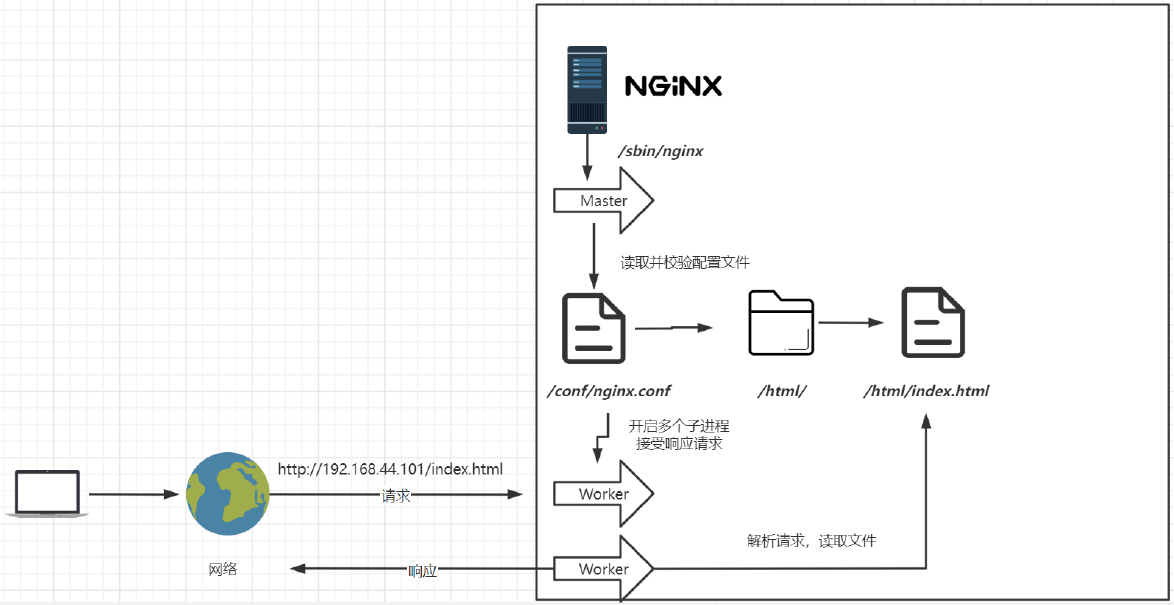 NGiNX
/sbin/nginx
Master
读取并校验配置文件
/conf/nginx.conf
/html/
/html/index.html
开启多个子进程
接受响应请求
http://192.168.44.101/index.html
请求
Worker
解析请求，读取文件
网络
响应
Worker